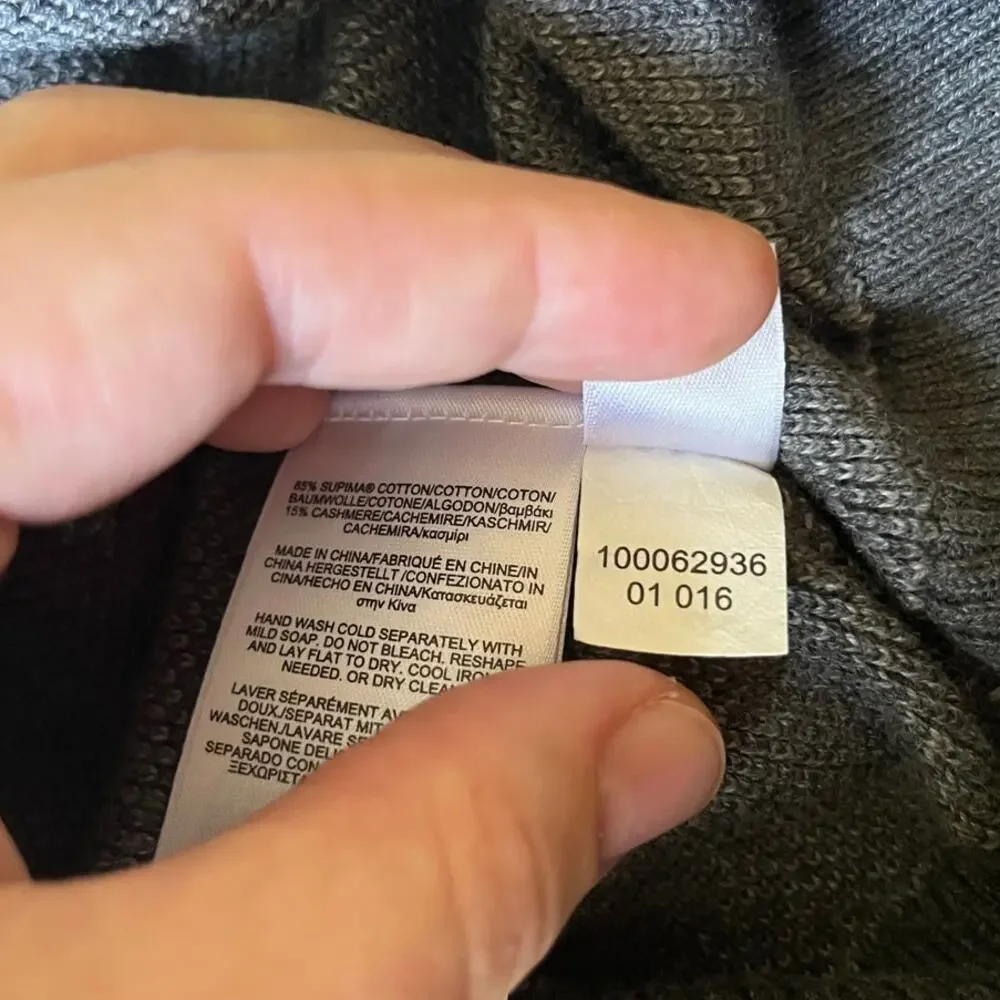 85% SUPIMA® COTTON/COTTON/COTON/
BAUMWOLLE/COTONE/ALGODON/βαμβάκι
15% CASHMERE/CACHEMIRE/KASCHMIR/
CACHEMIRA/κασμίρι
MADE IN CHINA/FABRIQUÉ EN CHINE/IN
CHINA HERGESTELLT /CONFEZIONATO IN
CINA/HECHO EN CHINA/Κατασκευάζεται
στην Κίνα
HAND WASH COLD SEPARATELY WITH
MILD SOAP. DO NOT BLEACH. RESHAPE
AND LAY FLAT TO DRY. COOL IRON
NEEDED. OR DRY CLEAN
LAVER SÉPARÉMENT
DOUX./SEPARAT MIT
WASCHEN./LAVARE
SAPONE
SEPARADO CON
100062936
01 016